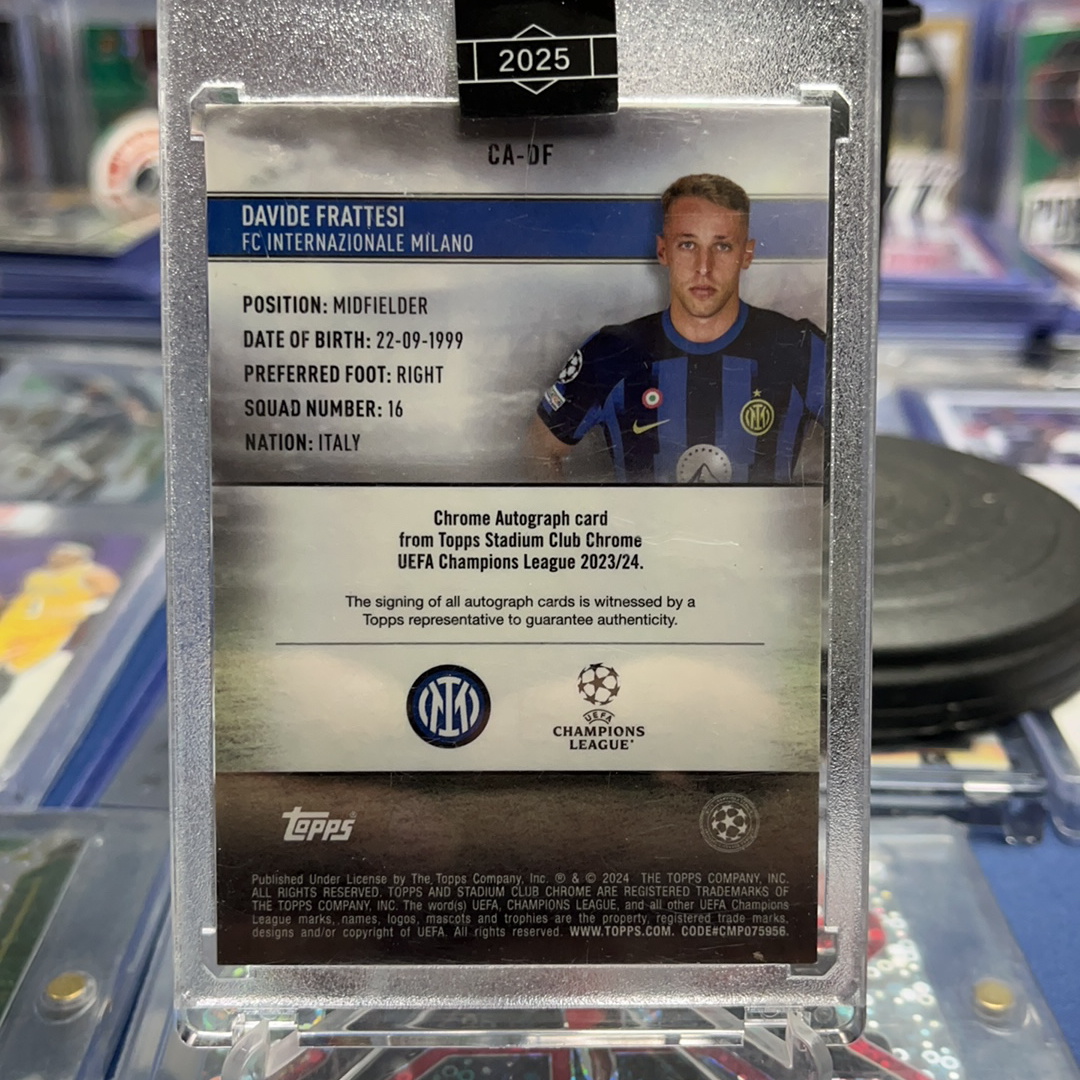 2025
CA-DF
DAVIDE FRATTESI
FC INTERNAZIONALE MILANO
POSITION: MIDFIELDER
DATE OF BIRTH: 22-09-1999
PREFERRED FOOT: RIGHT
SQUAD NUMBER: 16
NATION: ITALY
Chrome Autograph card
from Topps Stadium Club Chrome
UEFA Champions League 2023/24.
The signing of all autograph cards is witnessed by a
Topps representative to guarantee authenticity.
UEFA
CHAMPIONS
LEAGUE
topps
Published Under License by The Topps Company, Inc. ® & © 2024 THE TOPPS COMPANY, INC.
ALL RIGHTS RESERVED. TOPPS AND STADIUM CLUB CHROME ARE REGISTERED TRADEMARKS OF
THE TOPPS COMPANY, INC. The word(s) UEFA, CHAMPIONS LEAGUE, and all other UEFA Champions
League marks, names, logos, mascots and trophies are the property, registered trade marks,
designs and/or copyright of UEFA. All rights reserved. WWW.TOPPS.COM. CODE#CMP075956.